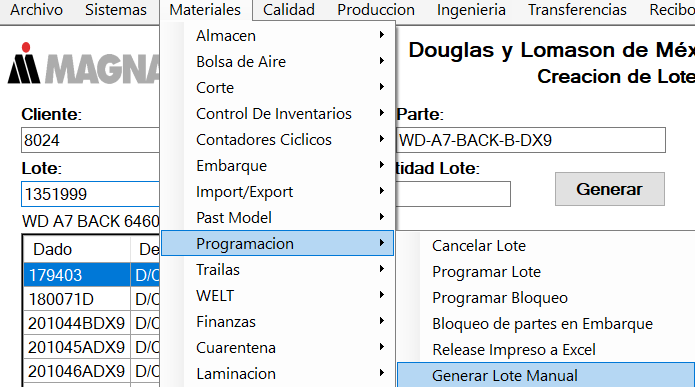 Archivo Sistemas Materiales Calidad Produccion Ingenieria Transferencias Recibo
MAGNA
Douglas y Lomason de Méx
Creacion de Lote
Cliente:
8024
Parte:
WD-A7-BACK-B-DX9
Lote:
1351999
tidad Lote:
Generar
WD A7 BACK 6460
Dado De
179403 D/C
180071D D/C
201044BDX9 D/C
201045ADX9 D/C
201046ADX9 D/C
Almacen
Bolsa de Aire
Corte
Control De Inventarios
Contadores Ciclicos
Embarque
Import/Export
Past Model
Programacion
Trailas
WELT
Finanzas
Cuarentena
Laminacion
Cancelar Lote
Programar Lote
Programar Bloqueo
Bloqueo de partes en Embarque
Release Impreso a Excel
Generar Lote Manual